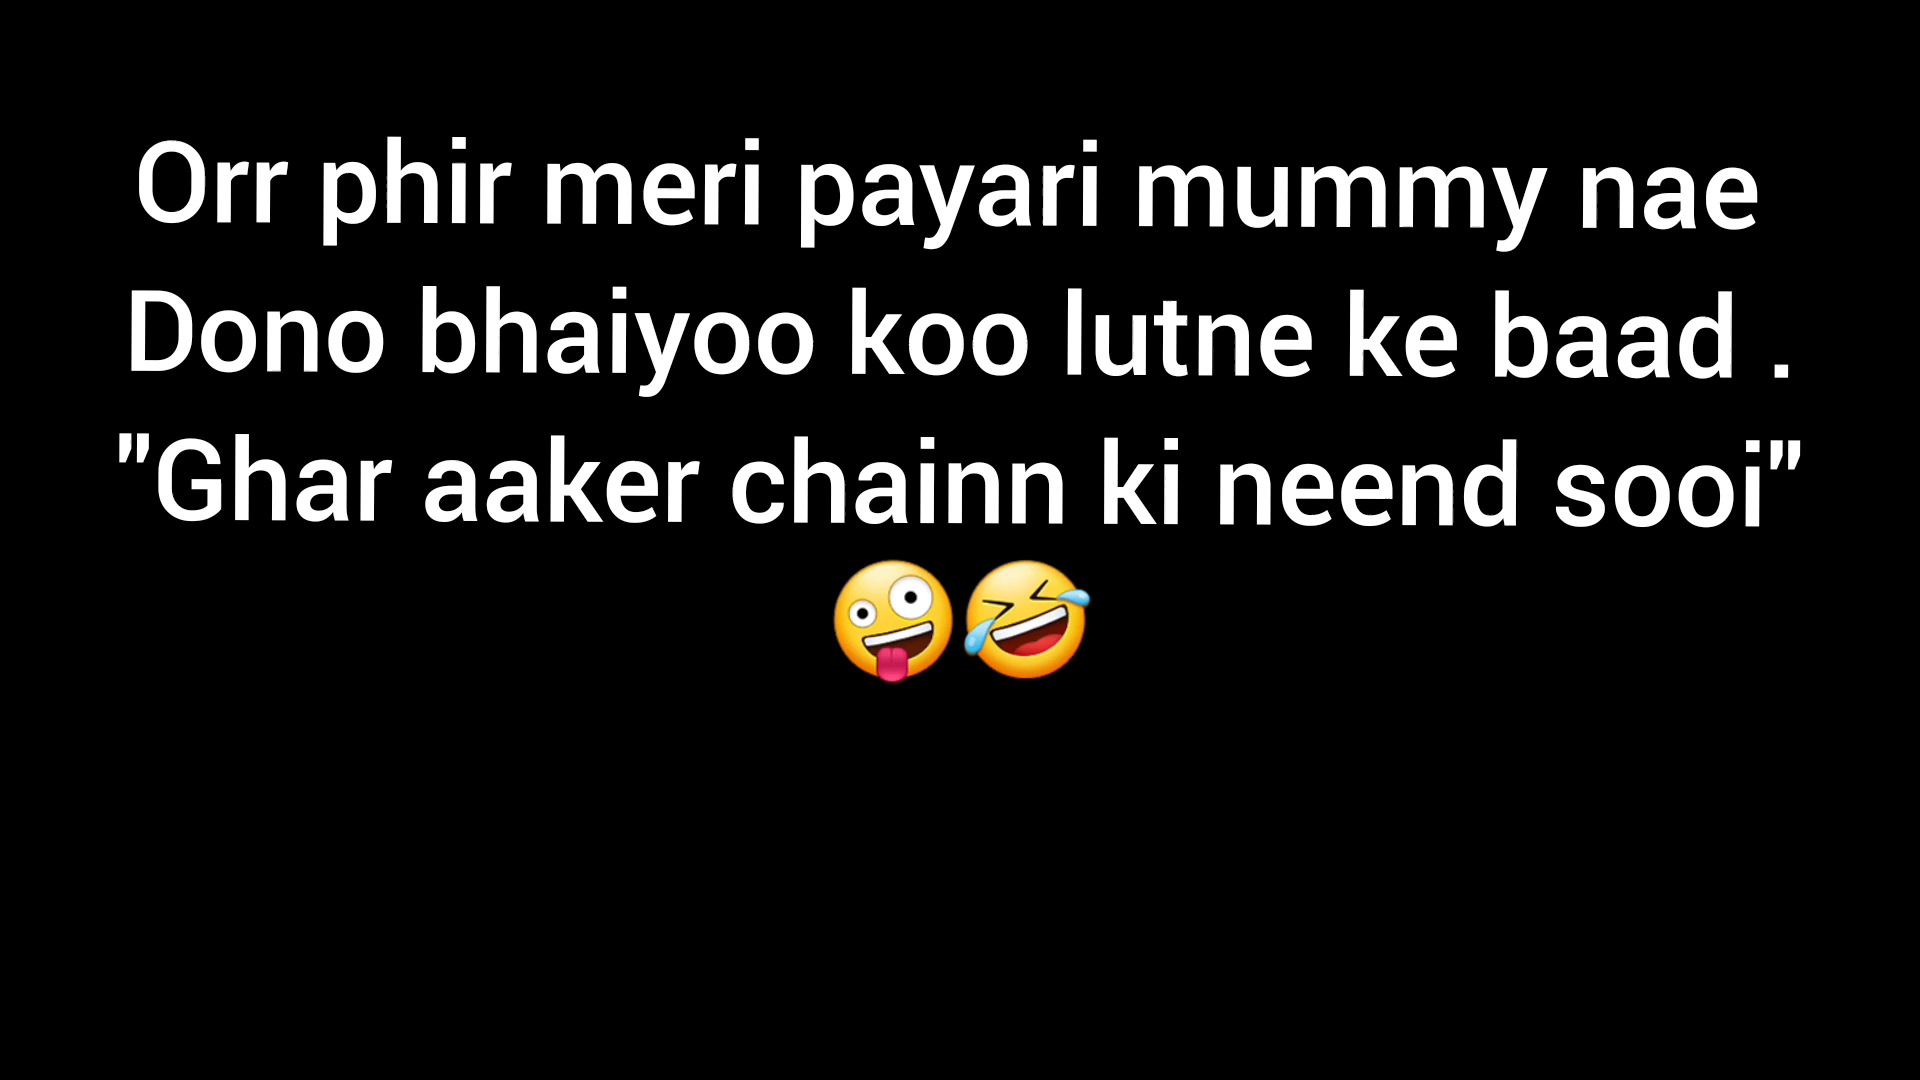 Orr phir meri payari mummy nae
Dono bhaiyoo koo lutne ke baad .
"Ghar aaker chainn ki neend sooi"
🤪🤣